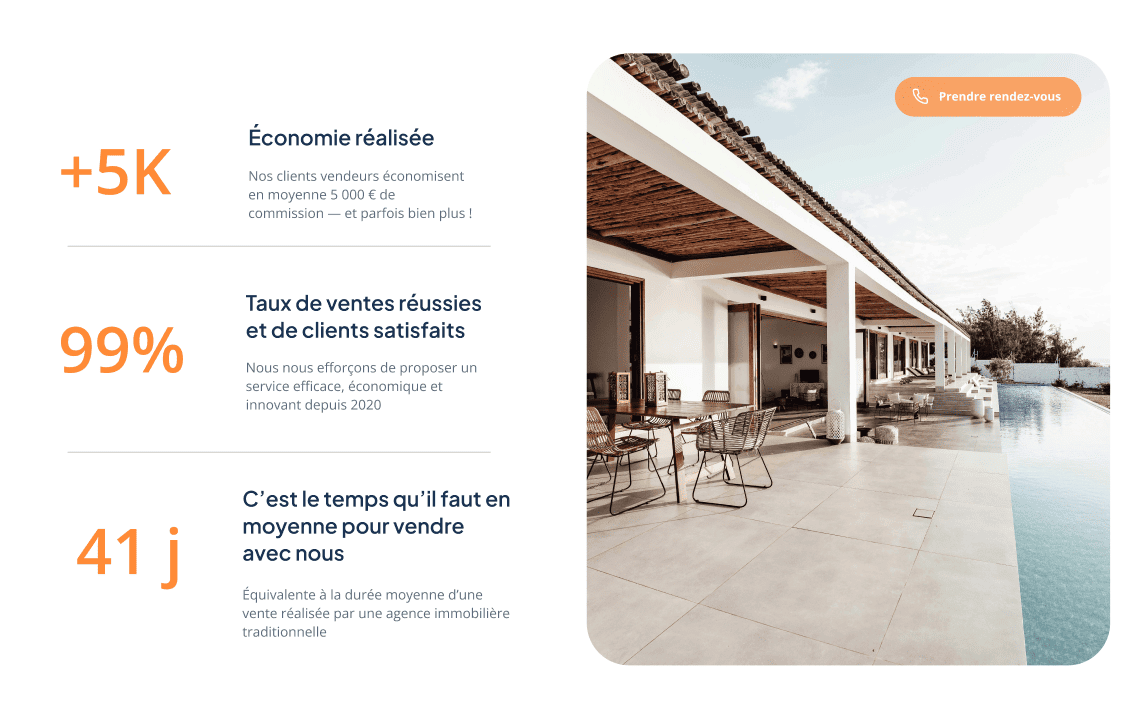 +5K
Économie réalisée
Nos clients vendeurs économisent
en moyenne 5 000 € de
commission — et parfois bien plus !
99%
Taux de ventes réussies
et de clients satisfaits
Nous nous efforçons de proposer un
service efficace, économique et
innovant depuis 2020
41 j
C’est le temps qu’il faut en
moyenne pour vendre
avec nous
Équivalente à la durée moyenne d’une
vente réalisée par une agence immobilière
traditionnelle
Prendre rendez-vous